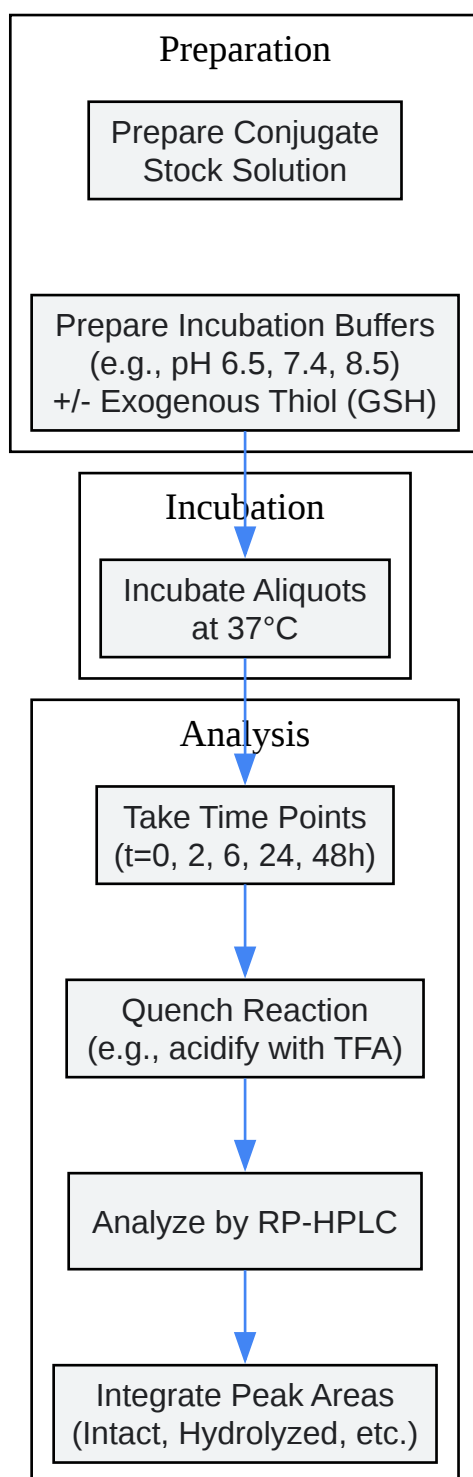 Preparation
Prepare Conjugate
Stock Solution
Prepare Incubation Buffers
(e.g., pH 6.5, 7.4, 8.5)
+/- Exogenous Thiol (GSH)
Incubation
Incubate Aliquots
at 37°C
Analysis
Take Time Points
(t=0, 2, 6, 24, 48h)
Quench Reaction
(e.g., acidify with TFA)
Analyze by RP-HPLC
Integrate Peak Areas
(Intact, Hydrolyzed, etc.)